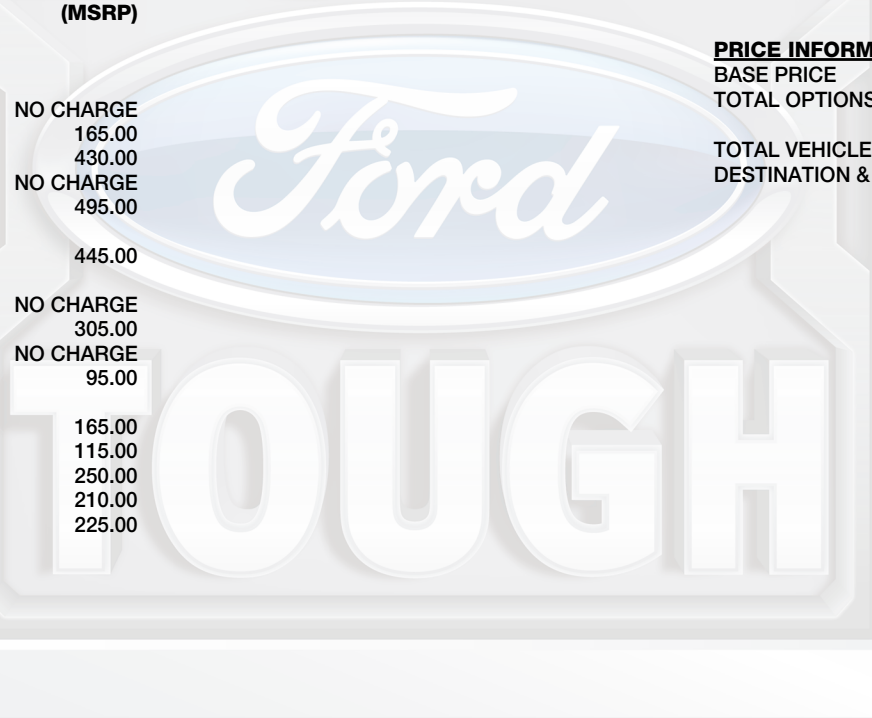 (MSRP)
NO CHARGE
165.00
430.00
NO CHARGE
495.00
445.00
NO CHARGE
305.00
NO CHARGE
95.00
165.00
115.00
250.00
210.00
225.00
PRICE INFORM
BASE PRICE
TOTAL OPTIONS
TOTAL VEHICLE
DESTINATION &
Ford
TOUGH